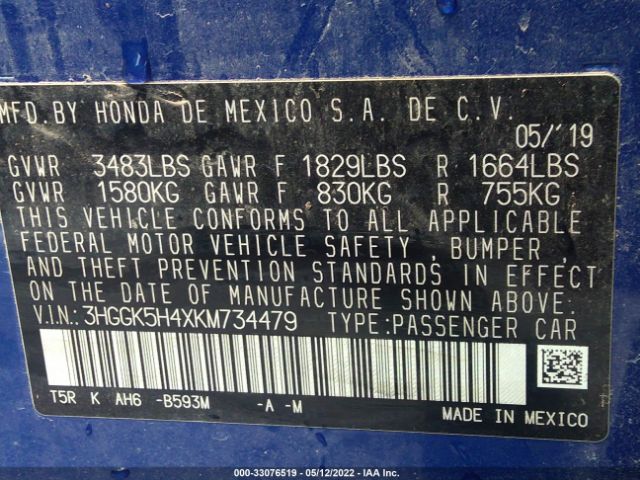 MFD.BY HONDA DE MEXICO S.A. DE C.V.
05/'19
GVWR 3483LBS GAWR F 1829LBS R 1664LBS
GVWR 1580KG GAWR F 830KG R 755KG
THIS VEHICLE CONFORMS TO ALL APPLICABLE
FEDERAL MOTOR VEHICLE SAFETY , BUMPER ,
AND THEFT PREVENTION STANDARDS IN EFFECT
ON THE DATE OF MANUFACTURE SHOWN ABOVE.
V.I.N.: 3HGGK5H4XKM734479 TYPE:PASSENGER CAR
T5R K AH6 -B593M -A -M
MADE IN MEXICO
000-33076519 - 05/12/2022 - IAA Inc.